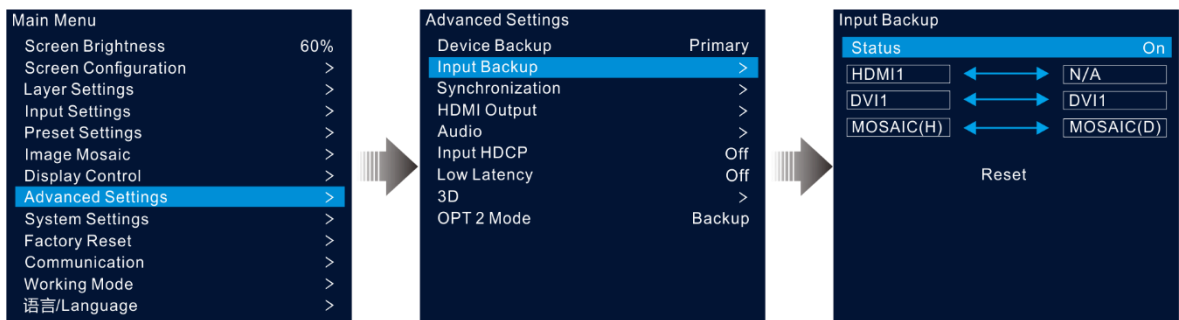 Main Menu
Screen Brightness 60%
Screen Configuration >
Layer Settings >
Input Settings >
Preset Settings >
Image Mosaic >
Display Control >
Advanced Settings >
System Settings >
Factory Reset >
Communication >
Working Mode >
语言/Language >
Advanced Settings
Device Backup Primary
Input Backup >
Synchronization >
HDMI Output >
Audio >
Input HDCP Off
Low Latency Off
3D >
OPT 2 Mode Backup
Input Backup
Status On
HDMI1 N/A
DVI1 DVI1
MOSAIC(H) MOSAIC(D)
Reset